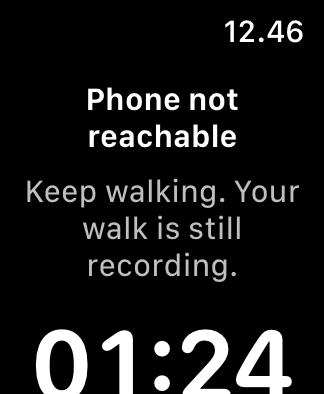 12.46
Phone not
reachable
Keep walking. Your
walk is still
recording.
01:24